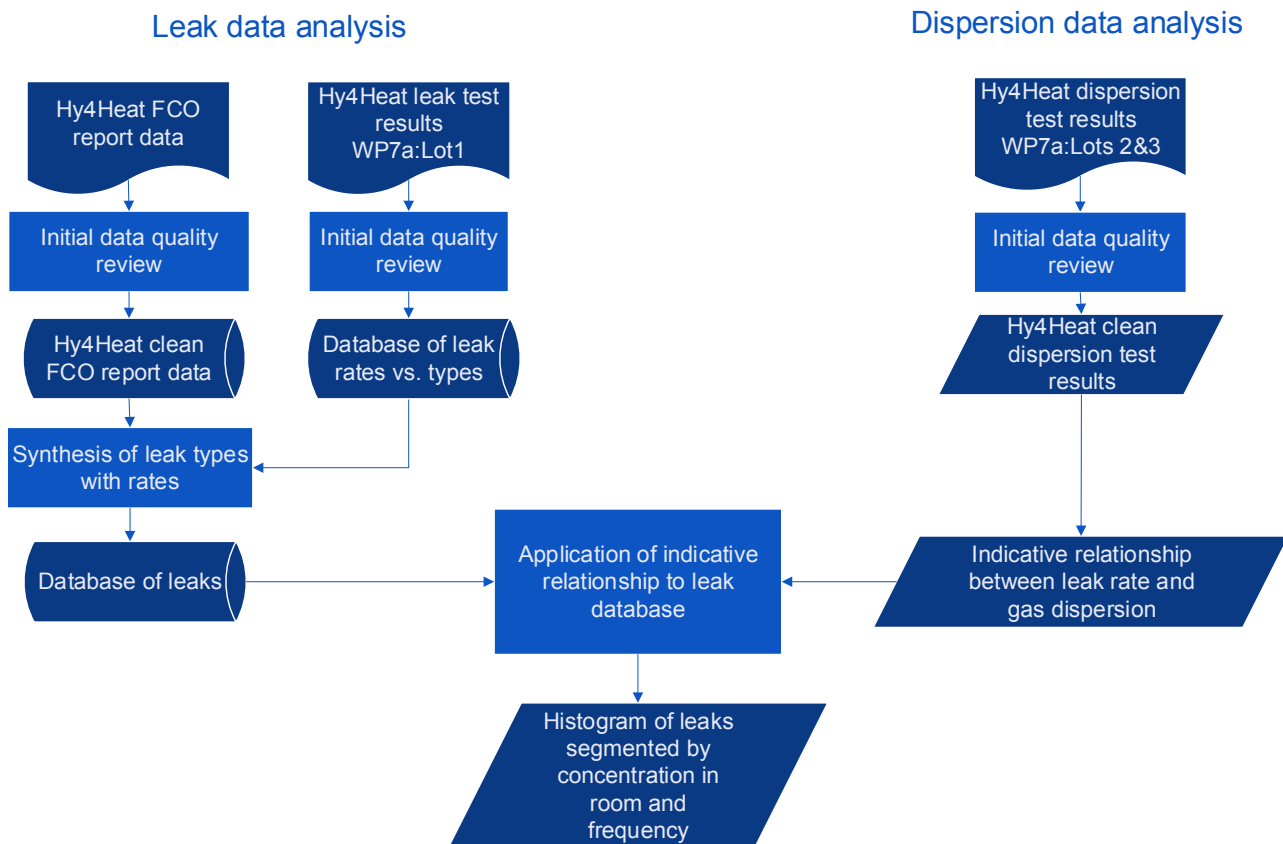 Leak data analysis
Dispersion data analysis
Hy4Heat FCO
report data
Hy4Heat leak test
results
WP7a:Lot1
Hy4Heat dispersion
test results
WP7a:Lots 2&3
Initial data quality
review
Initial data quality
review
Initial data quality
review
Hy4Heat clean
FCO report data
Database of leak
rates vs. types
Hy4Heat clean
dispersion test
results
Synthesis of leak types
with rates
Database of leaks
Application of indicative
relationship to leak
database
Indicative relationship
between leak rate and
gas dispersion
Histogram of leaks
segmented by
concentration in
room and
frequency